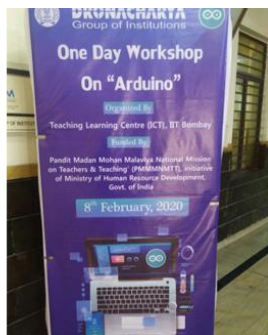 DRONACHARYA
Group of Institutions
One Day Workshop
On "Arduino"
Organised By
Teaching Learning Centre (ICT), IIT Bombay
Funded By
Pandit Madan Mohan Malaviya National Mission
on Teachers & Teaching' (PMMMNMTT), initiative
of Ministry of Human Resource Development,
Govt. of India
8th February, 2020